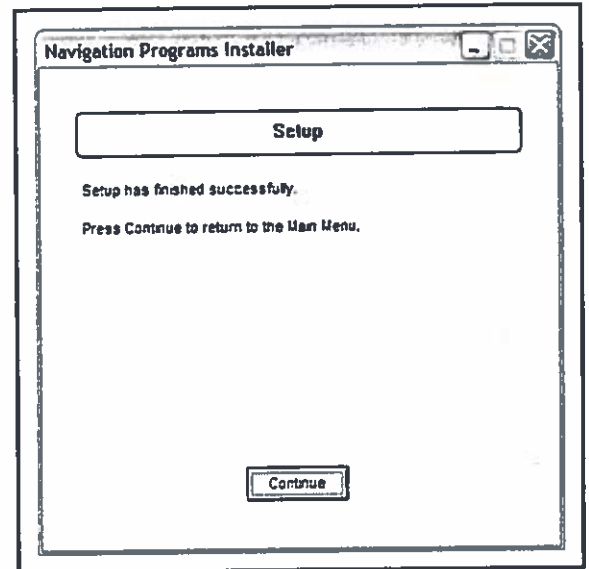 Navigation Programs Installer
Setup
Setup has finished successfully.
Press Continue to return to the Main Menu.
Continue